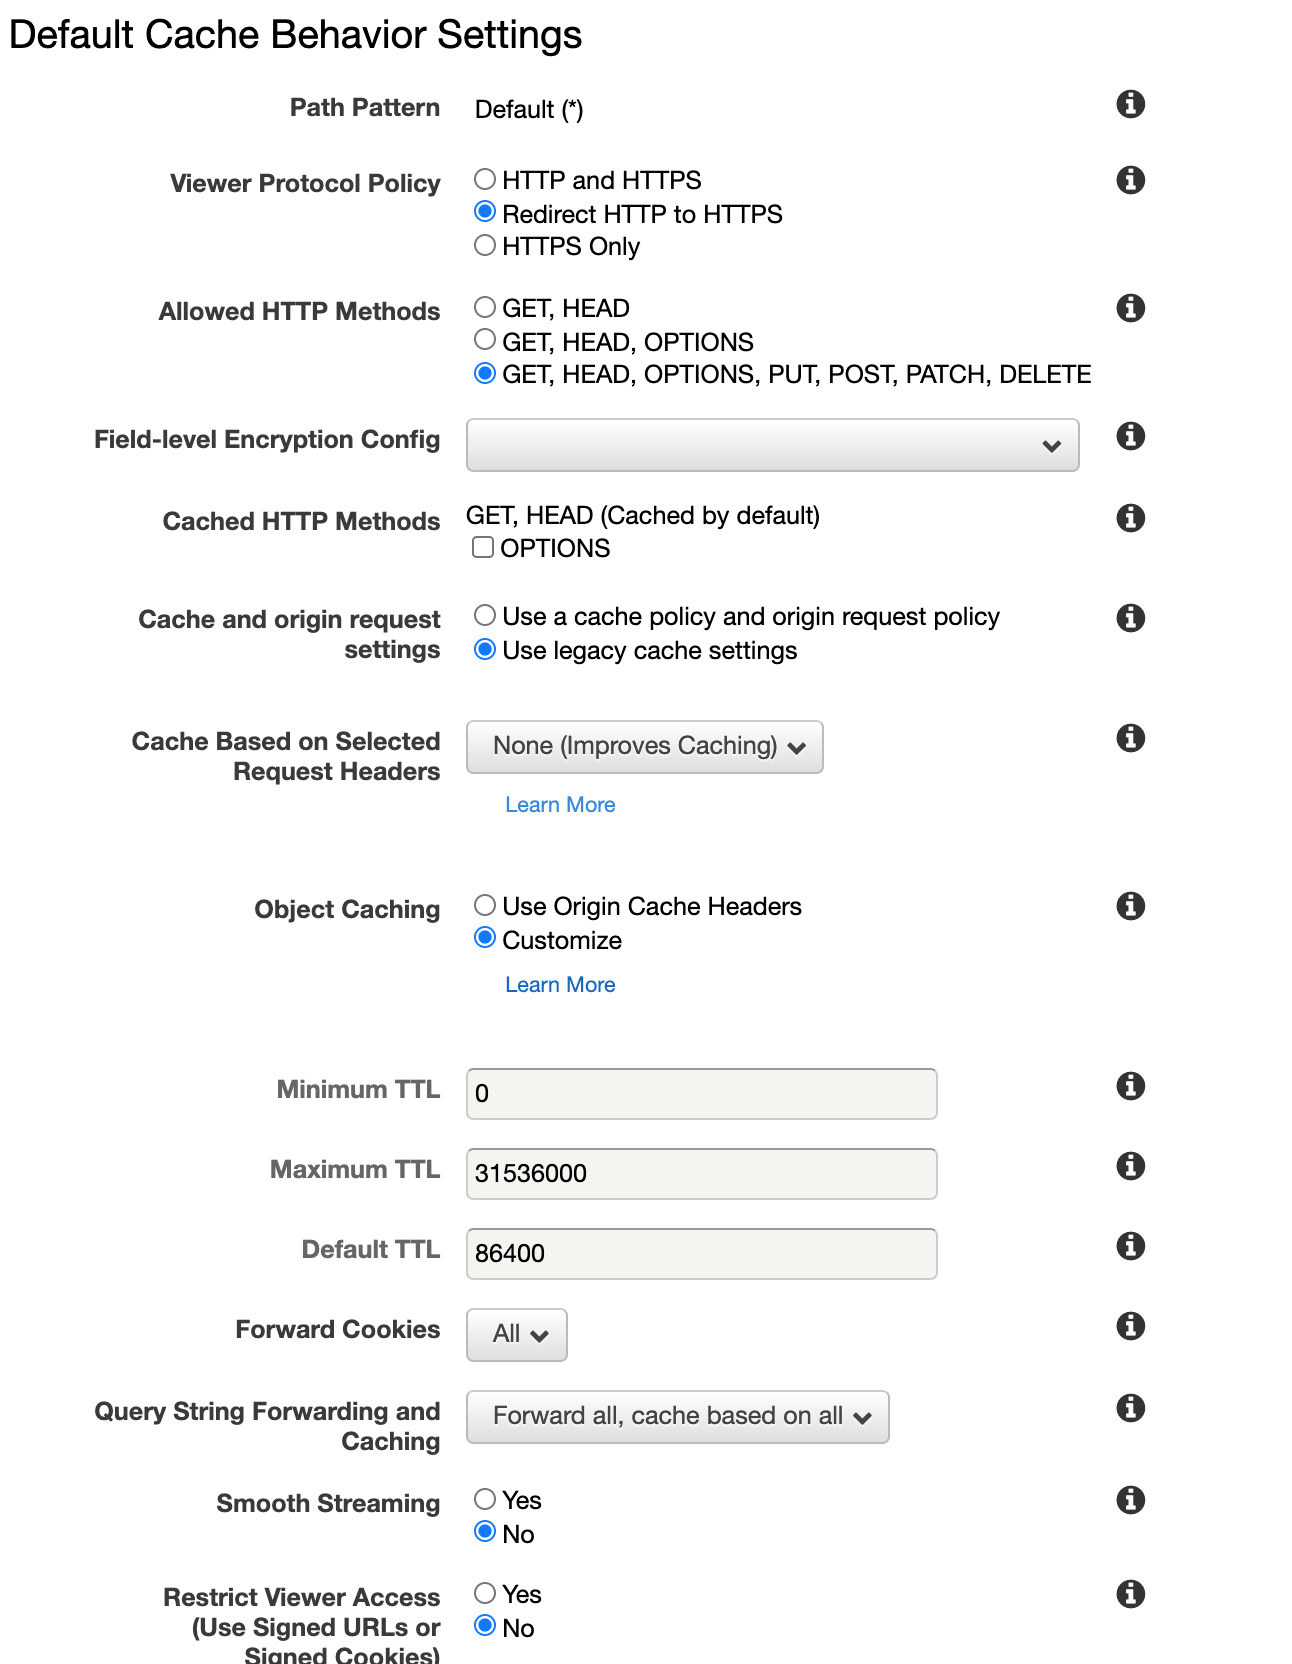 Default Cache Behavior Settings
Path Pattern
Default (*)
Viewer Protocol Policy
HTTP and HTTPS
Redirect HTTP to HTTPS
HTTPS Only
Allowed HTTP Methods
GET, HEAD
GET, HEAD, OPTIONS
GET, HEAD, OPTIONS, PUT, POST, PATCH, DELETE
Field-level Encryption Config
Cached HTTP Methods
GET, HEAD (Cached by default)
OPTIONS
Cache and origin request
settings
Use a cache policy and origin request policy
Use legacy cache settings
Cache Based on Selected
Request Headers
None (Improves Caching)
Learn More
Object Caching
Use Origin Cache Headers
Customize
Learn More
Minimum TTL
0
Maximum TTL
31536000
Default TTL
86400
Forward Cookies
All
Query String Forwarding and
Caching
Forward all, cache based on all
Smooth Streaming
Yes
No
Restrict Viewer Access
(Use Signed URLs or
Signed Cookies)
Yes
No